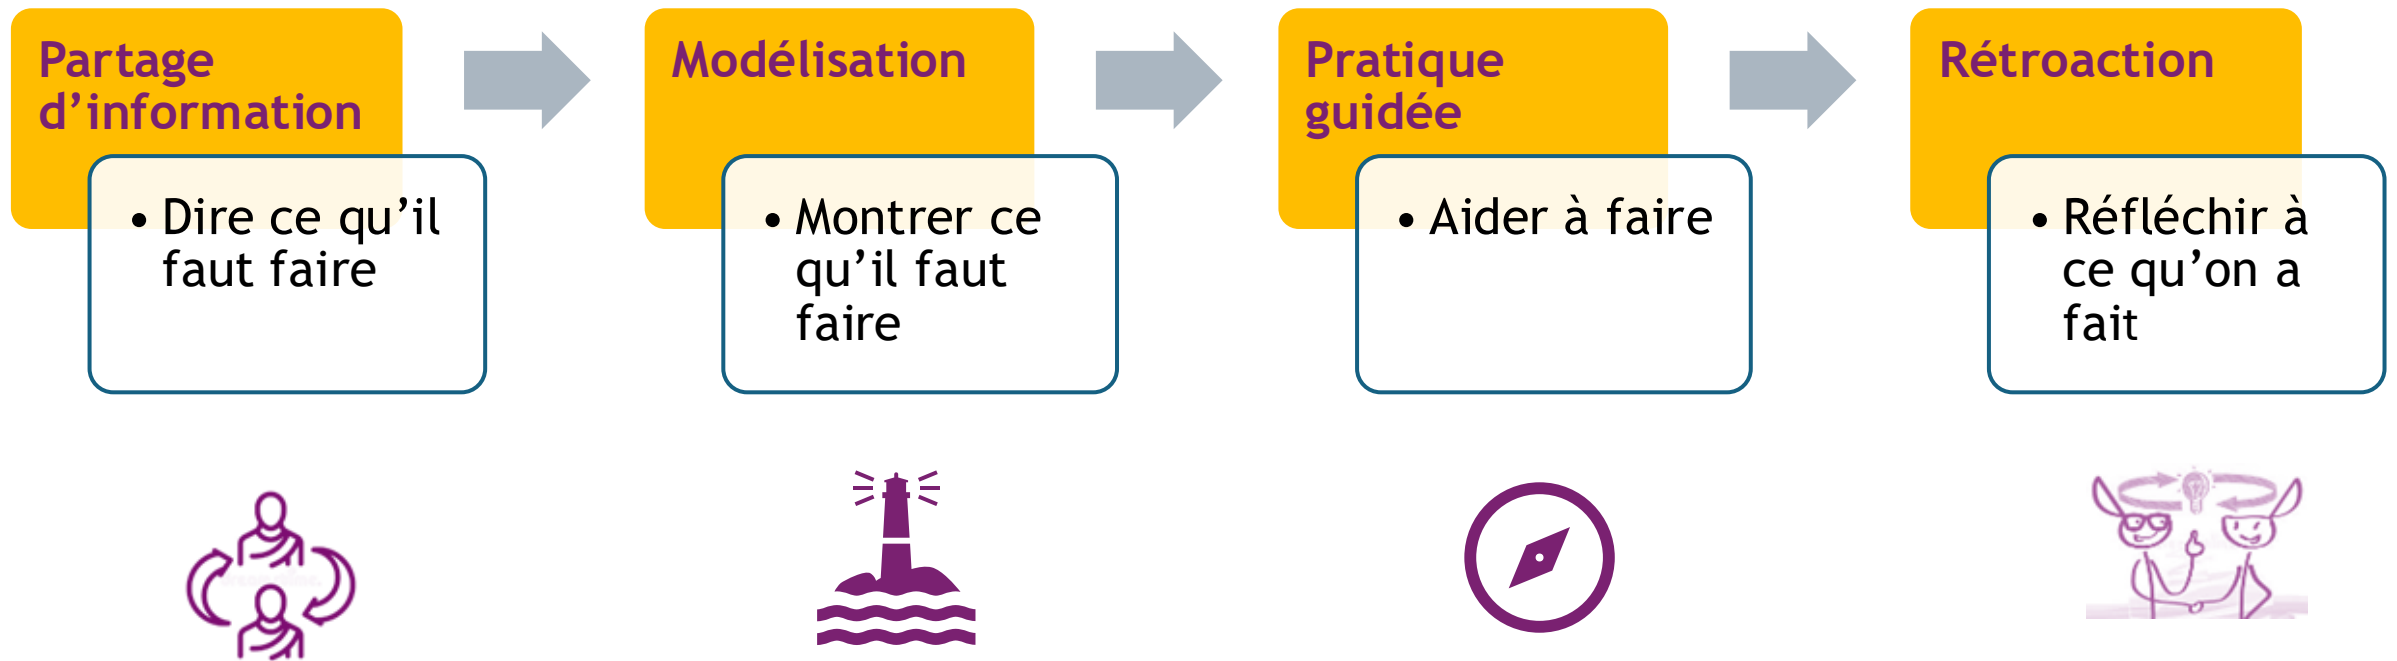 Partage
d’information
• Dire ce qu’il
faut faire
Modélisation
• Montrer ce
qu’il faut
faire
Pratique
guidée
• Aider à faire
Rétroaction
• Réfléchir à
ce qu’on a
fait